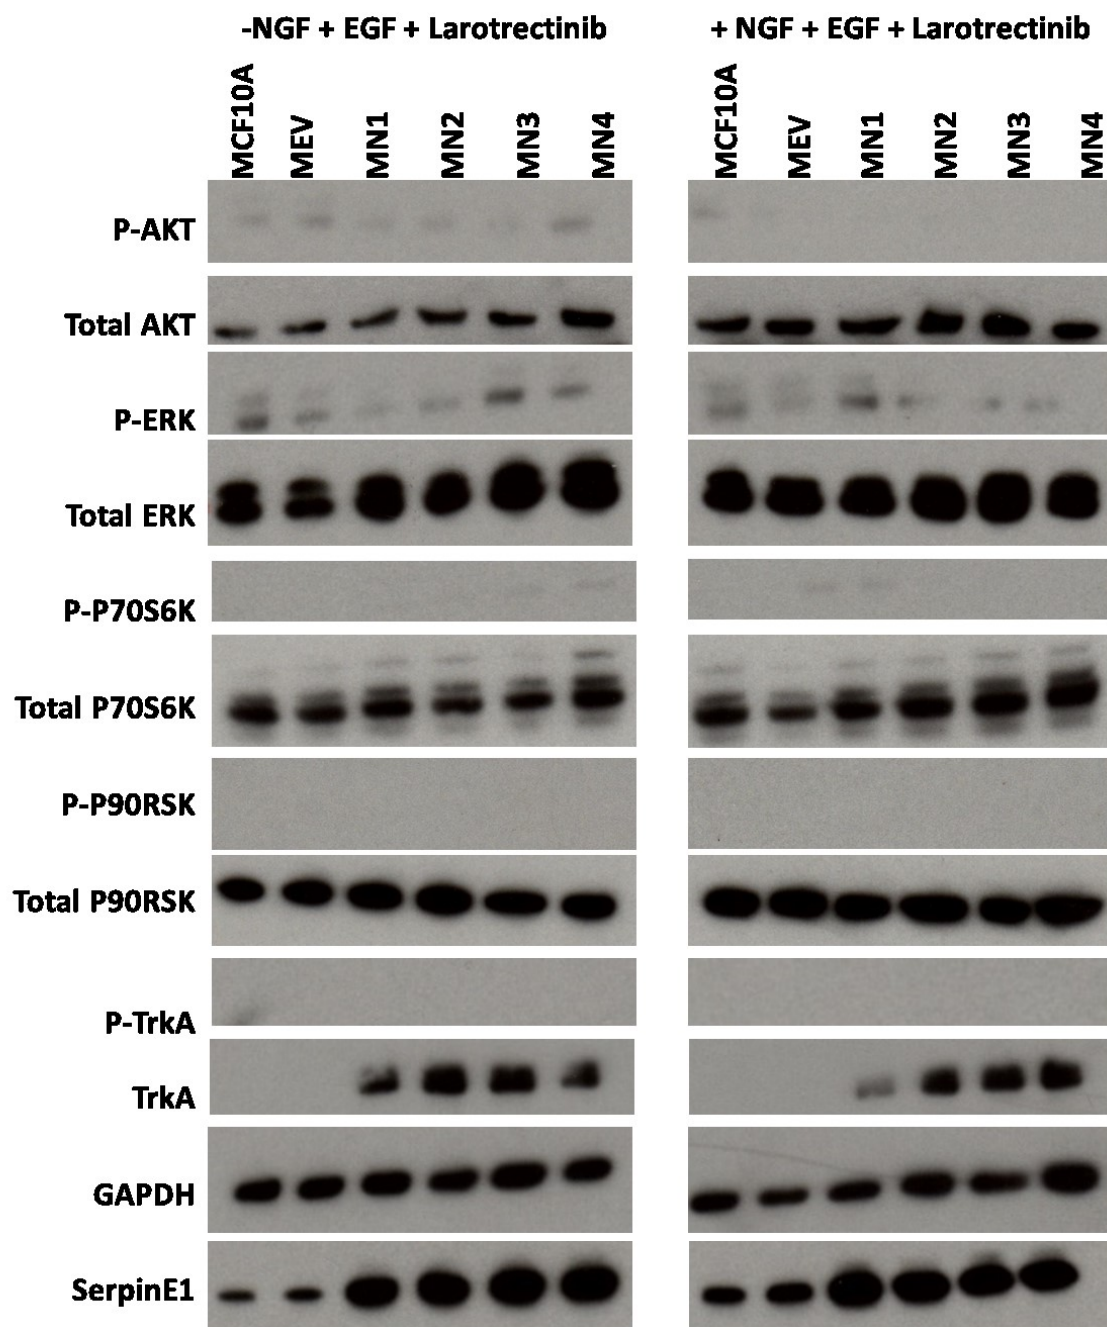 -NGF + EGF + Larotrectinib
+ NGF + EGF + Larotrectinib
MCF10A
MEV
MN1
MN2
MN3
MN4
MCF10A
MEV
MN1
MN2
MN3
MN4
P-AKT
Total AKT
P-ERK
Total ERK
P-P70S6K
Total P70S6K
P-P90RSK
Total P90RSK
P-TrkA
TrkA
GAPDH
SerpinE1